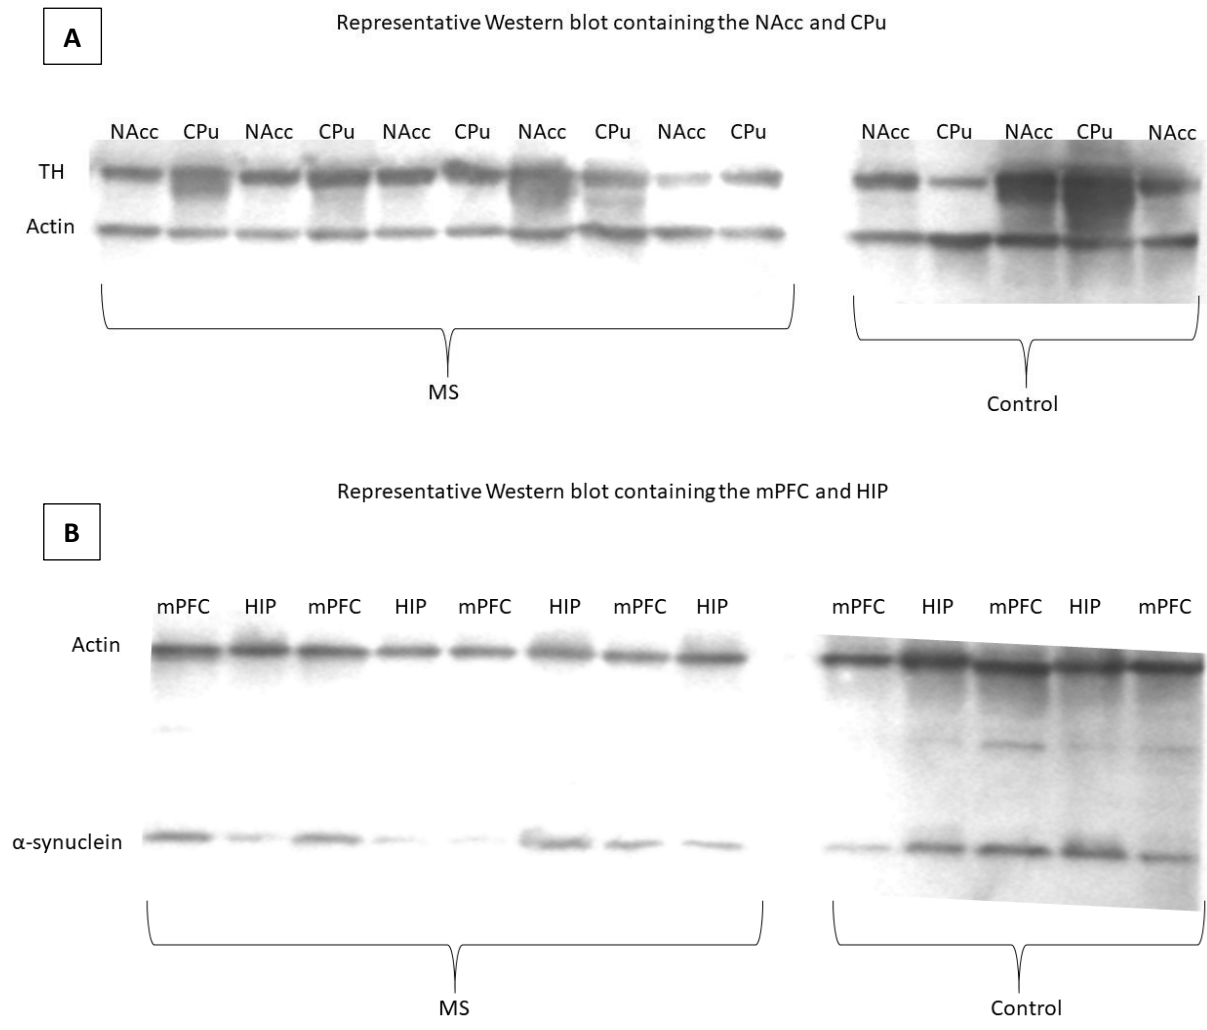 A
Representative Western blot containing the NAcc and CPu
NAcc CPu NAcc CPu NAcc CPu NAcc CPu NAcc CPu NAcc CPu NAcc CPu NAcc
TH
Actin
MS
Control
Representative Western blot containing the mPFC and HIP
B
mPFC HIP mPFC HIP mPFC HIP mPFC HIP mPFC HIP mPFC HIP mPFC
Actin
α-synuclein
MS
Control